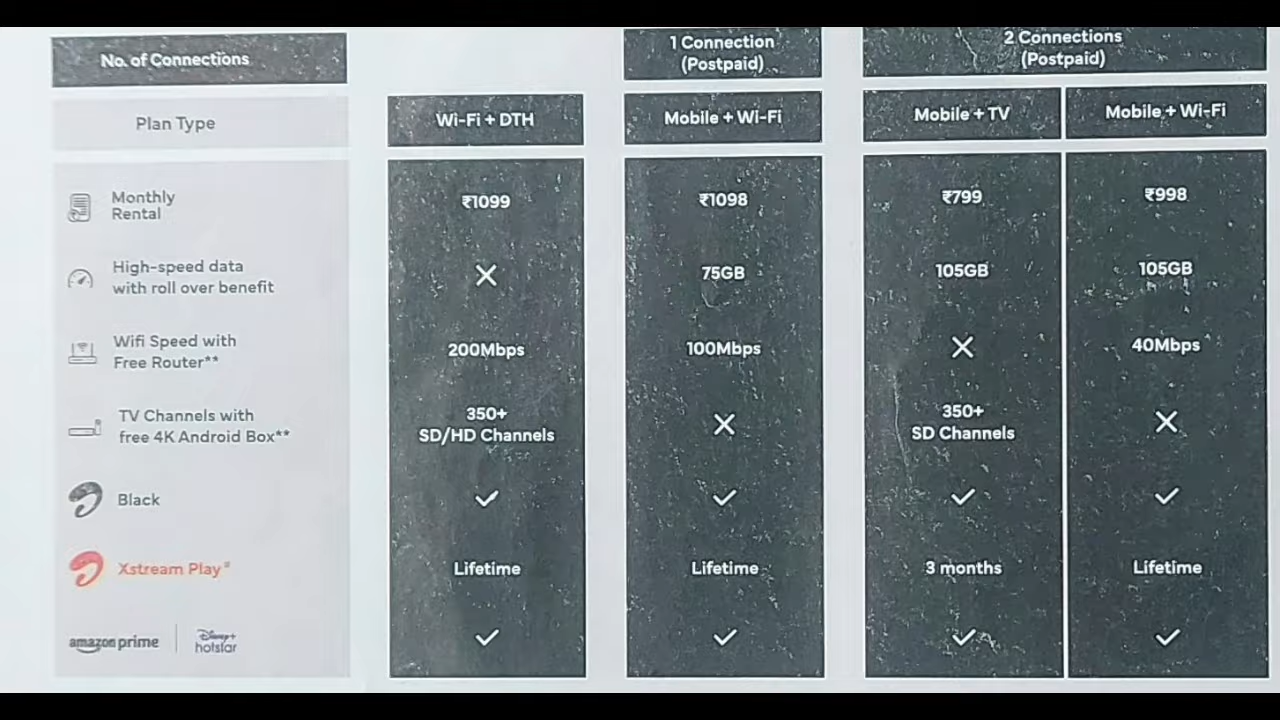 No. of Connections
1 Connection
(Postpaid)
2 Connections
(Postpaid)
Plan Type
Wi-Fi + DTH
Mobile + Wi-Fi
Mobile + TV
Mobile + Wi-Fi
Monthly
Rental
₹1099
₹1098
₹799
₹998
High-speed data
with roll over benefit
75GB
105GB
105GB
Wifi Speed with
Free Router**
200Mbps
100Mbps
40Mbps
TV Channels with
free 4K Android Box**
350+
SD/HD Channels
350+
SD Channels
Black
Xstream Play#
Lifetime
Lifetime
3 months
Lifetime
amazon prime
Disney+
hotstar